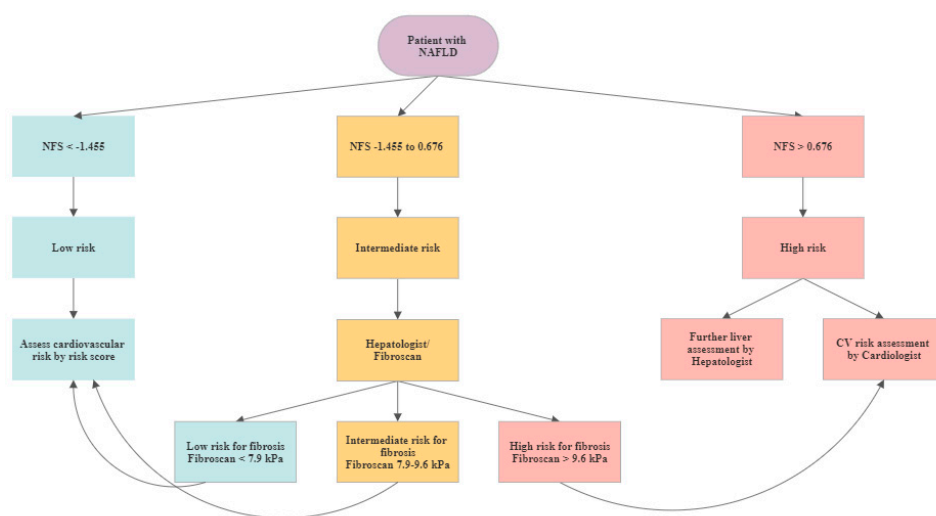 Patient with
NAFLD
NFS < -1.455
NFS -1.455 to 0.676
NFS > 0.676
Low risk
Intermediate risk
High risk
Assess cardiovascular
risk by risk score
Hepatologist/
Fibroscan
Further liver
assessment by
Hepatologist
CV risk assessment
by Cardiologist
Low risk for fibrosis
Fibroscan < 7.9 kPa
Intermediate risk for
fibrosis
Fibroscan 7.9-9.6 kPa
High risk for fibrosis
Fibroscan > 9.6 kPa